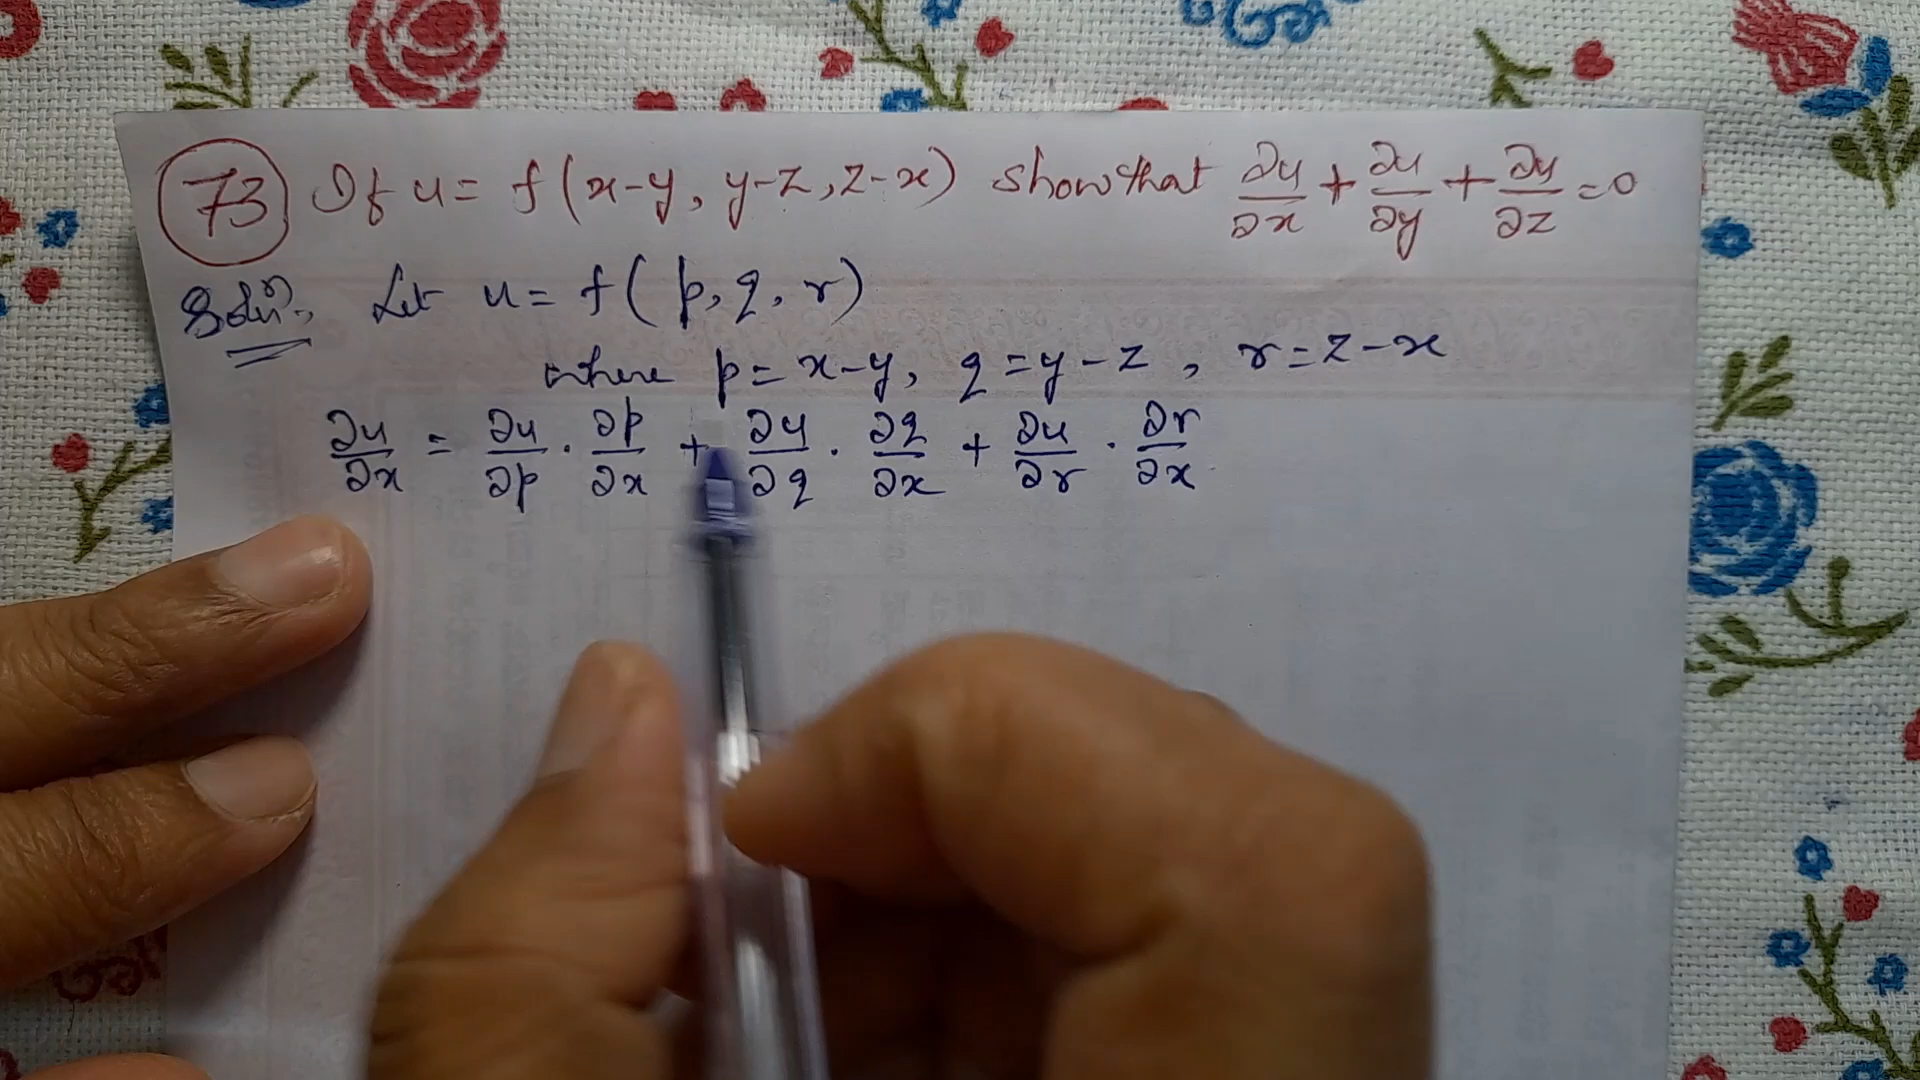 73 If u = f(x-y, y-z, z-x) show that ∂u/∂x + ∂u/∂y + ∂u/∂z = 0
Soln:, Let u = f(p, q, r)
where p = x-y, q = y-z, r = z-x
∂u/∂x = ∂u/∂p · ∂p/∂x + ∂u/∂q · ∂q/∂x + ∂u/∂r · ∂r/∂x